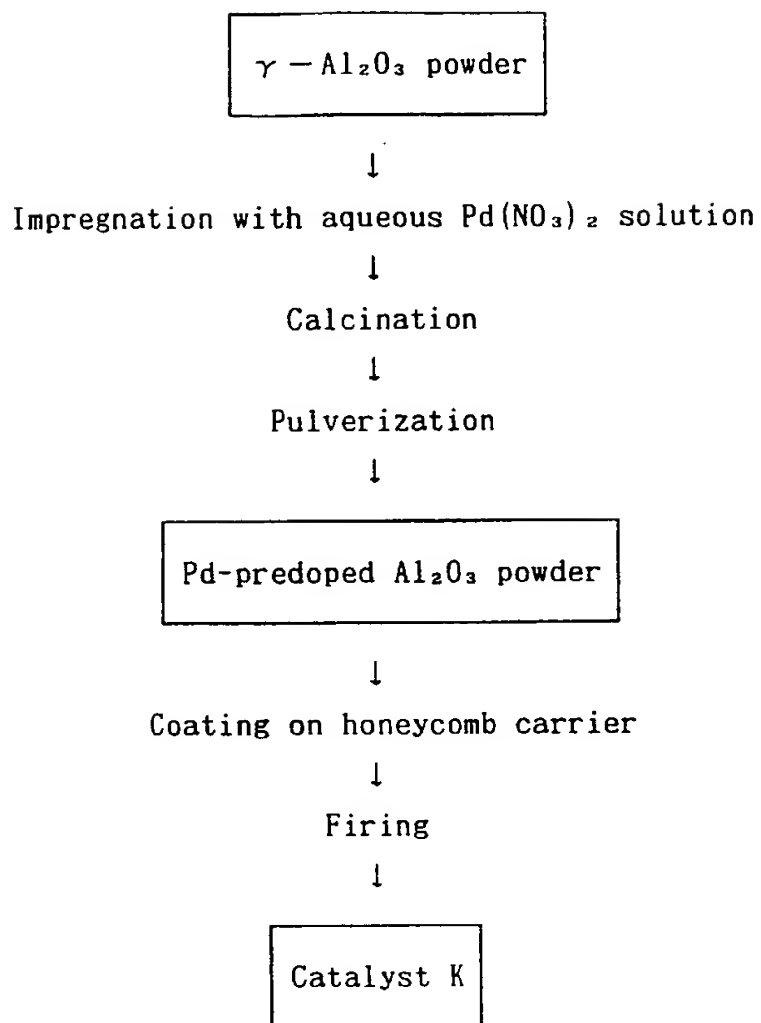 γ − Al₂O₃ powder
↓
Impregnation with aqueous Pd(NO₃)₂ solution
↓
Calcination
↓
Pulverization
↓
Pd-predoped Al₂O₃ powder
↓
Coating on honeycomb carrier
↓
Firing
↓
Catalyst K